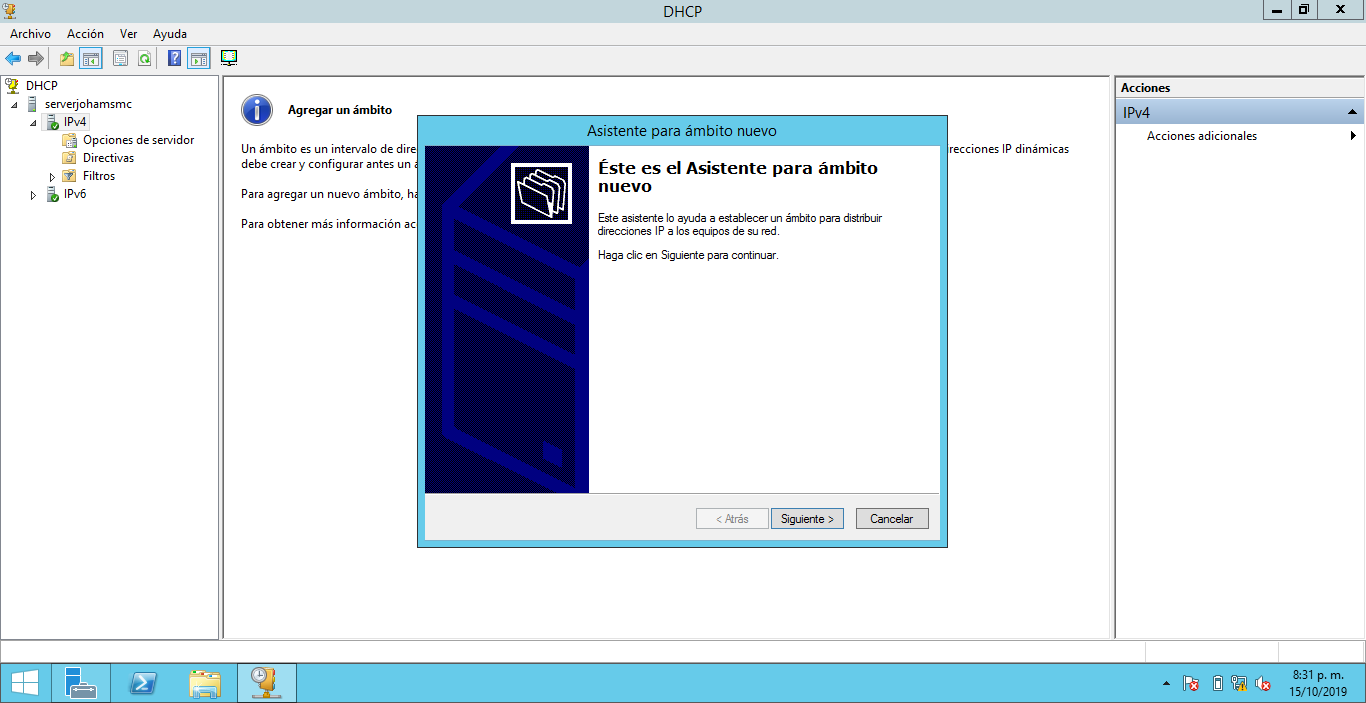 DHCP
Archivo Acción Ver Ayuda
DHCP
serverjohamsmc
IPv4
Opciones de servidor
Directivas
Filtros
IPv6
Agregar un ámbito
Un ámbito es un intervalo de dire
recciones IP dinámicas
debe crear y configurar antes un á
Para agregar un nuevo ámbito, ha
Para obtener más información ac
Asistente para ámbito nuevo
Éste es el Asistente para ámbito
nuevo
Este asistente lo ayuda a establecer un ámbito para distribuir
direcciones IP a los equipos de su red.
Haga clic en Siguiente para continuar.
< Atrás Siguiente > Cancelar
Acciones
IPv4
Acciones adicionales
8:31 p. m.
15/10/2019